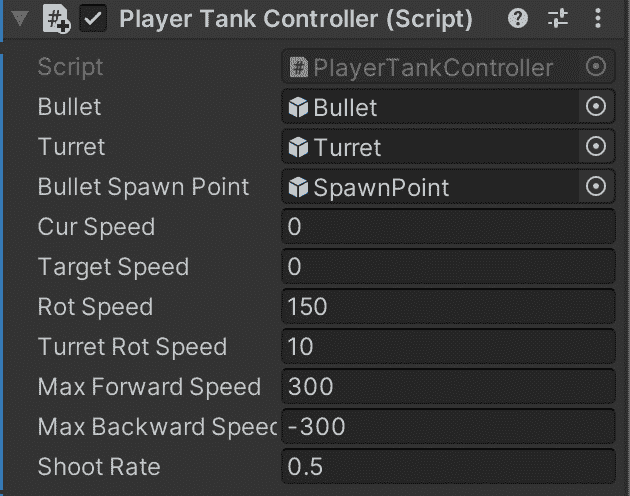 Player Tank Controller (Script)
Script PlayerTankController
Bullet Bullet
Turret Turret
Bullet Spawn Point SpawnPoint
Cur Speed 0
Target Speed 0
Rot Speed 150
Turret Rot Speed 10
Max Forward Speed 300
Max Backward Speed -300
Shoot Rate 0.5